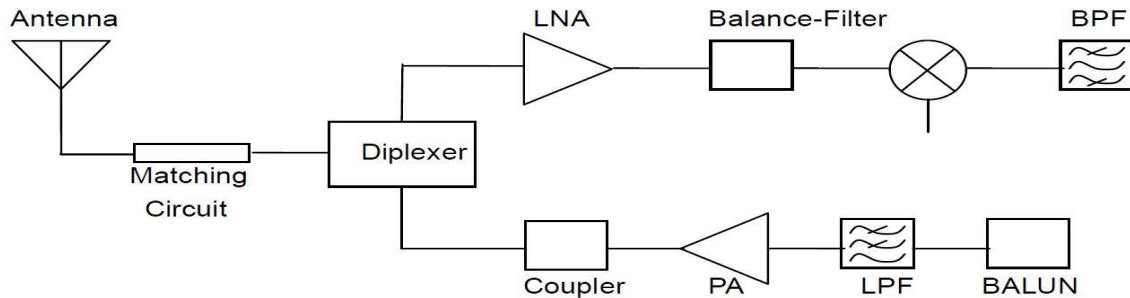 Antenna
LNA
Balance-Filter
BPF
Diplexer
Matching
Circuit
Coupler
PA
LPF
BALUN